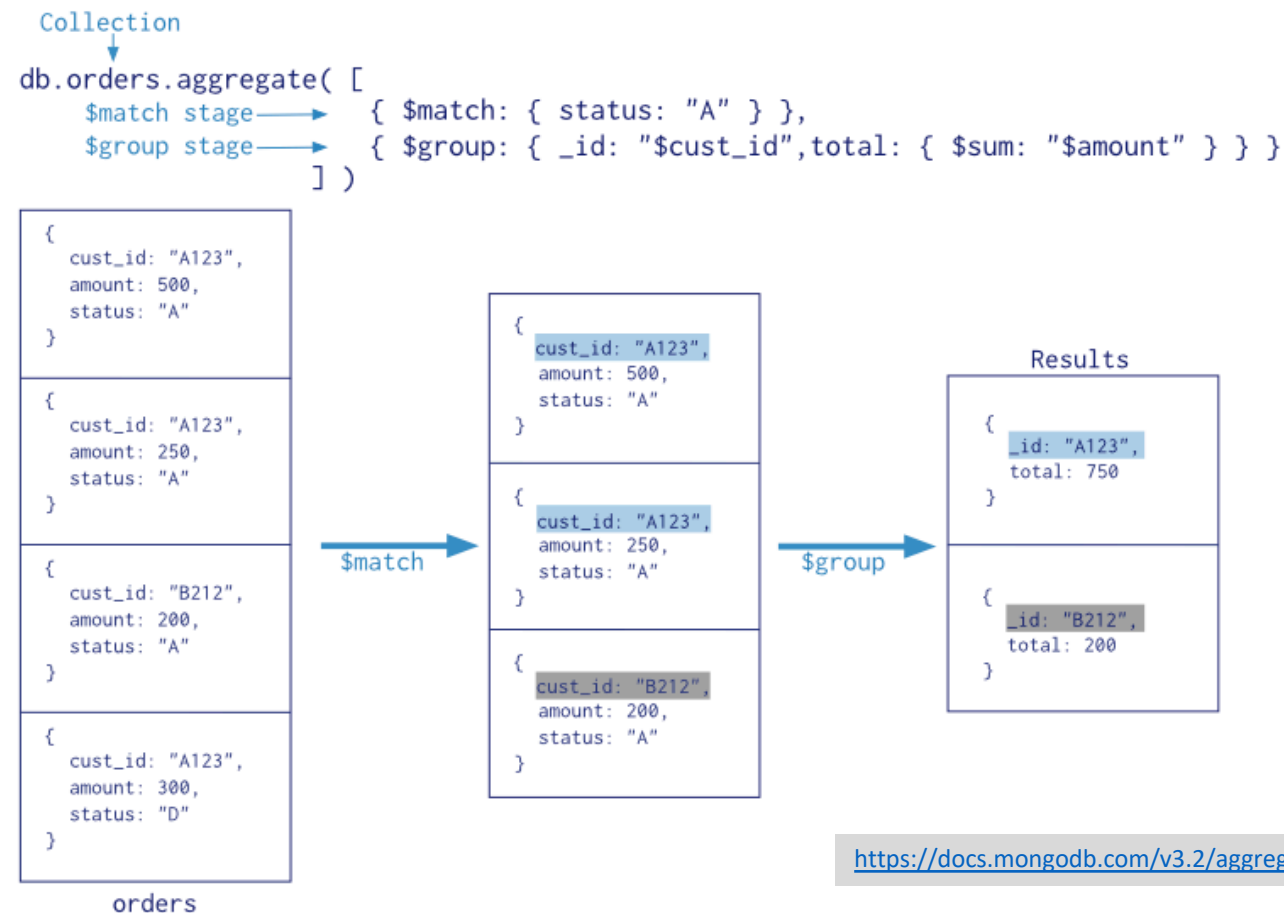 Collection
db.orders.aggregate( [
$match stage { $match: { status: "A" } },
$group stage { $group: { _id: "$cust_id",total: { $sum: "$amount" } } }
] )
{
cust_id: "A123",
amount: 500,
status: "A"
}
{
cust_id: "A123",
amount: 250,
status: "A"
}
{
cust_id: "B212",
amount: 200,
status: "A"
}
{
cust_id: "A123",
amount: 300,
status: "D"
}
orders
$match
{
cust_id: "A123",
amount: 500,
status: "A"
}
{
cust_id: "A123",
amount: 250,
status: "A"
}
{
cust_id: "B212",
amount: 200,
status: "A"
}
$group
Results
{
_id: "A123",
total: 750
}
{
_id: "B212",
total: 200
}
https://docs.mongodb.com/v3.2/aggreg